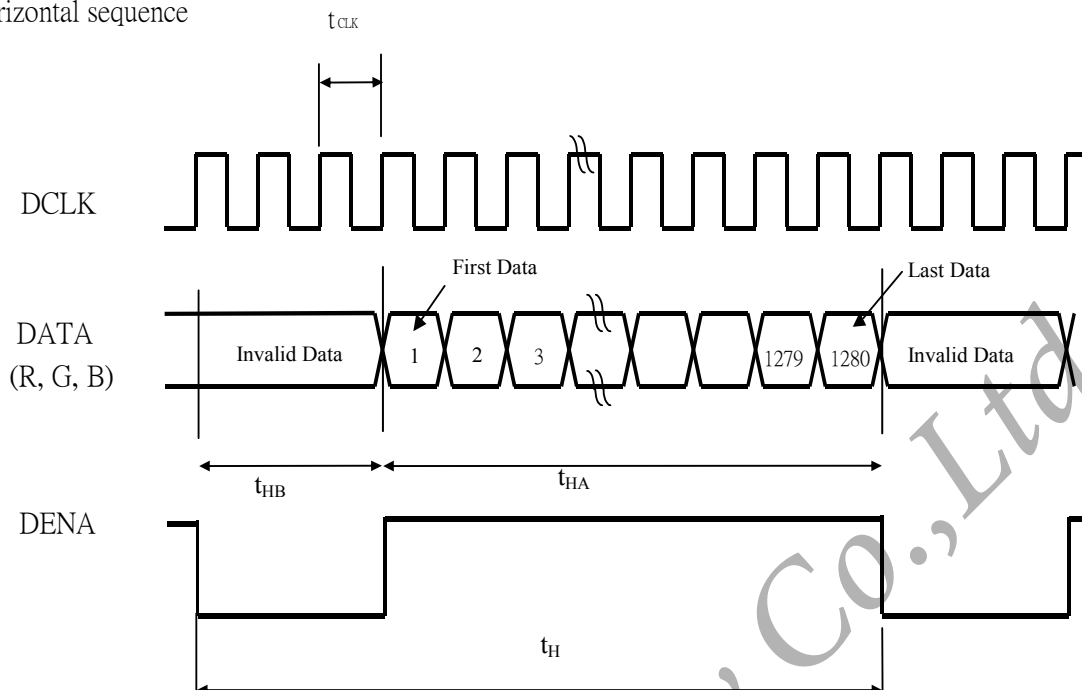 rizontal sequence
tCLK
DCLK
First Data
Last Data
DATA
(R, G, B)
Invalid Data 1 2 3 1279 1280 Invalid Data
tHB
tHA
DENA
tH
, Co.,Ltd